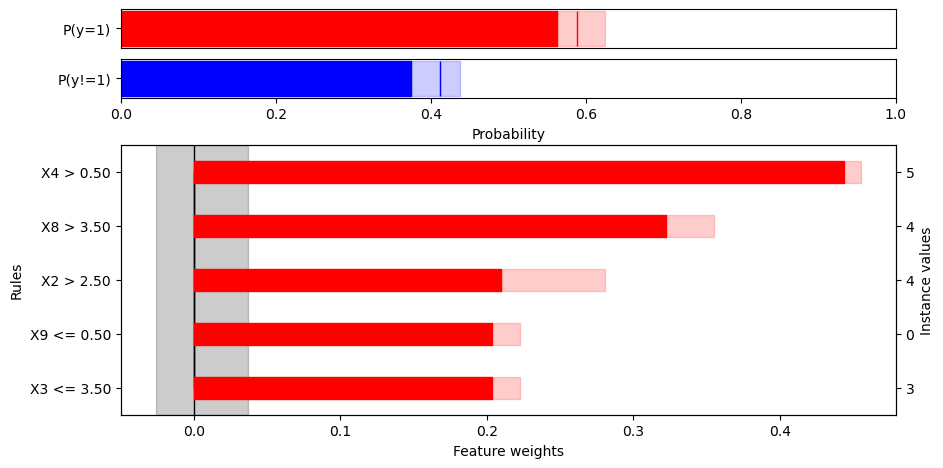 P(y=1)
P(y!=1)
0.0 0.2 0.4 0.6 0.8 1.0
Probability
X4 > 0.50 5
X8 > 3.50 4
X2 > 2.50 4
X9 <= 0.50 0
X3 <= 3.50 3
Rules
Instance values
0.0 0.1 0.2 0.3 0.4
Feature weights